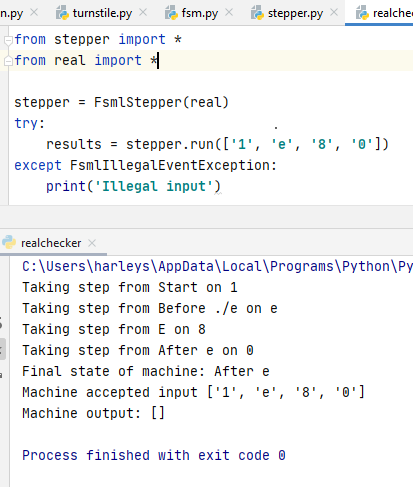 n.py turnstile.py fsm.py stepper.py realche
from stepper import *
from real import *
stepper = FsmlStepper(real)
try:
results = stepper.run(['1', 'e', '8', '0'])
except FsmlIllegalEventException:
print('Illegal input')
realchecker
C:\Users\harleys\AppData\Local\Programs\Python\Py
Taking step from Start on 1
Taking step from Before ./e on e
Taking step from E on 8
Taking step from After e on 0
Final state of machine: After e
Machine accepted input ['1', 'e', '8', '0']
Machine output: []
Process finished with exit code 0